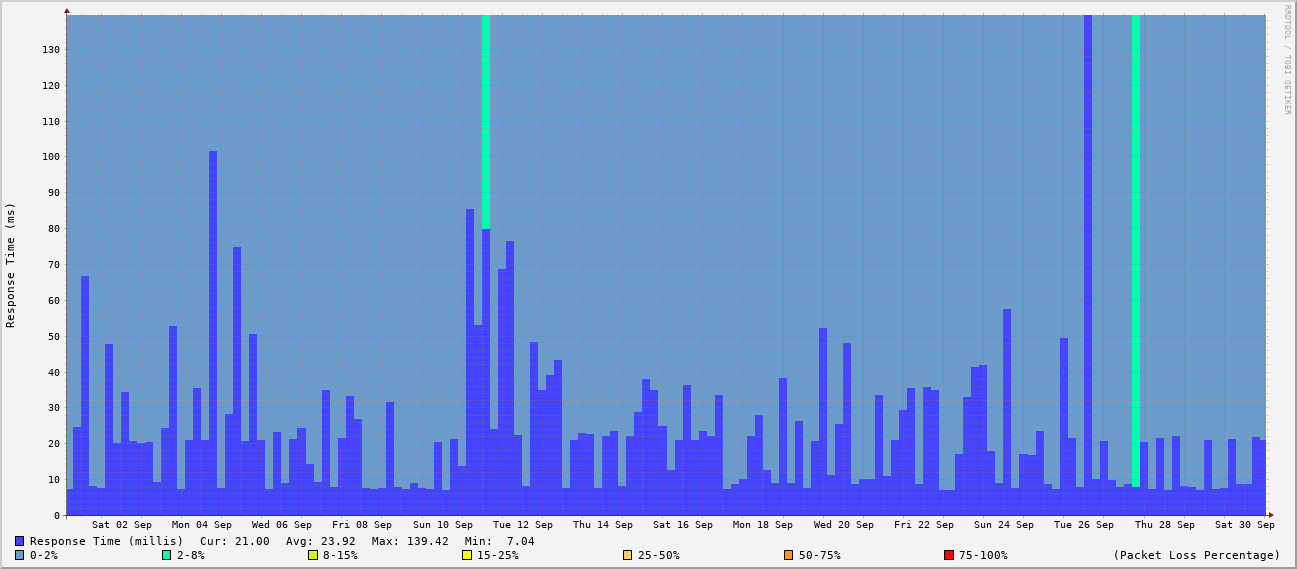 RRDTOOL / TOBI OETIKER
Response Time (ms)
130
120
110
100
90
80
70
60
50
40
30
20
10
0
Sat 02 Sep Mon 04 Sep Wed 06 Sep Fri 08 Sep Sun 10 Sep Tue 12 Sep Thu 14 Sep Sat 16 Sep Mon 18 Sep Wed 20 Sep Fri 22 Sep Sun 24 Sep Tue 26 Sep Thu 28 Sep Sat 30 Sep
Response Time (millis) Cur: 21.00 Avg: 23.92 Max: 139.42 Min: 7.04
0-2% 2-8% 8-15% 15-25% 25-50% 50-75% 75-100% (Packet Loss Percentage)